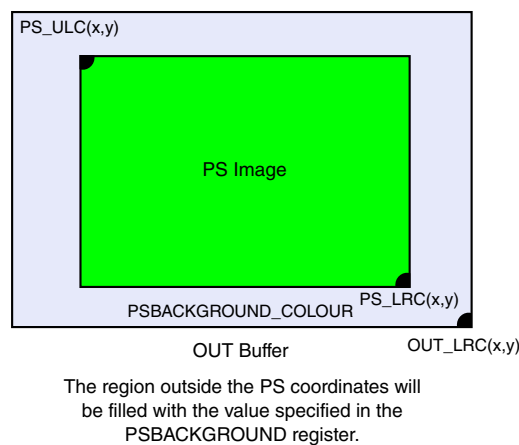 PS_ULC(x,y)
PS Image
PS_LRC(x,y)
PSBACKGROUND_COLOUR
OUT Buffer
OUT_LRC(x,y)
The region outside the PS coordinates will
be filled with the value specified in the
PSBACKGROUND register.